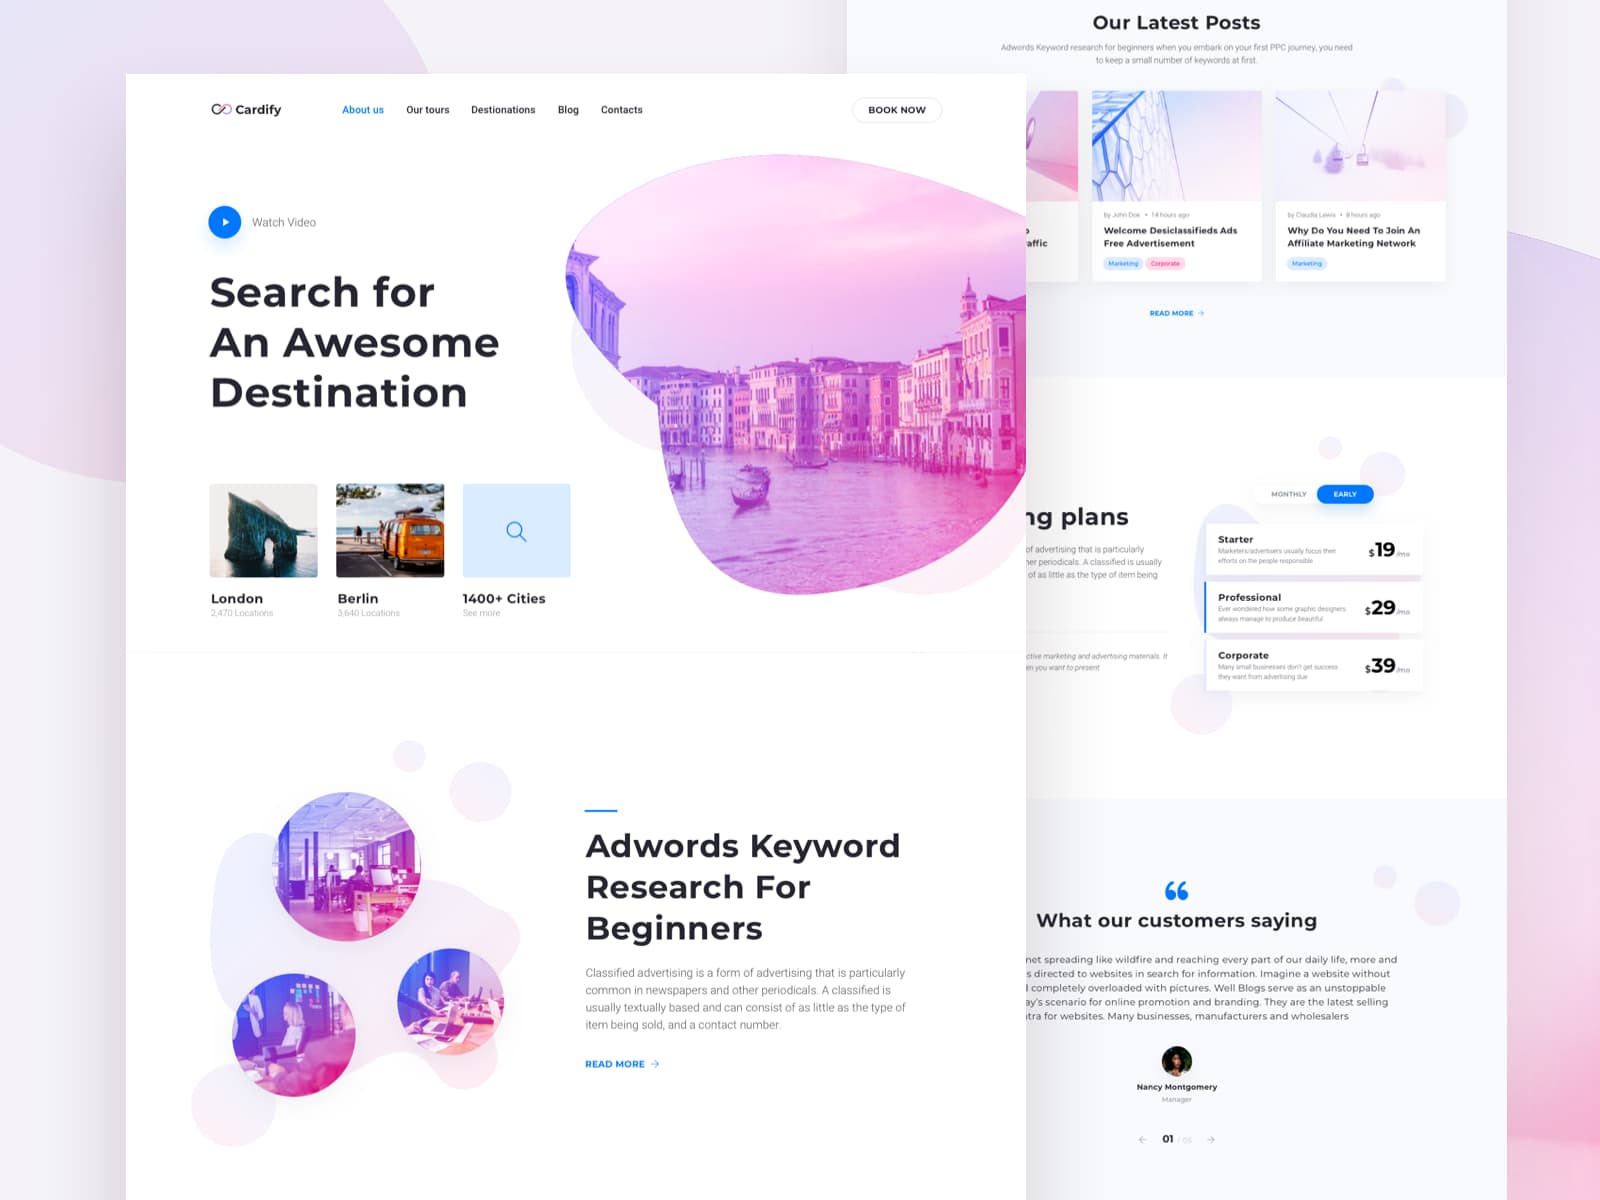 Cardify
About us
Our tours
Destionations
Blog
Contacts
BOOK NOW
Watch Video
Search for
An Awesome
Destination
London
2,470 Locations
Berlin
3,640 Locations
1400+ Cities
See more
Adwords Keyword
Research For
Beginners
Classified advertising is a form of advertising that is particularly
common in newspapers and other periodicals. A classified is
usually textually based and can consist of as little as the type of
item being sold, and a contact number.
READ MORE
Our Latest Posts
Adwords Keyword research for beginners when you embark on your first PPC journey, you need
to keep a small number of keywords at first.
by John Doe • 14 hours ago
Welcome Desiclassifieds Ads
Free Advertisement
Marketing
Corporate
by Claudia Lewis • 8 hours ago
Why Do You Need To Join An
Affiliate Marketing Network
Marketing
READ MORE
plans
of advertising that is particularly
periodicals. A classified is usually
of as little as the type of item being
marketing and advertising materials. It
you want to present
MONTHLY
EARLY
Starter
Marketers/advertisers usually focus their
efforts on the people responsible
$19/mo
Professional
Ever wondered how some graphic designers
always manage to produce beautiful
$29/mo
Corporate
Many small businesses don't get success
they want from advertising due
$39/mo
“
What our customers saying
net spreading like wildfire and reaching every part of our daily life, more and
directed to websites in search for information. Imagine a website without
completely overloaded with pictures. Well Blogs serve as an unstoppable
scenario for online promotion and branding. They are the latest selling
for websites. Many businesses, manufacturers and wholesalers
Nancy Montgomery
Manager
01 / 06